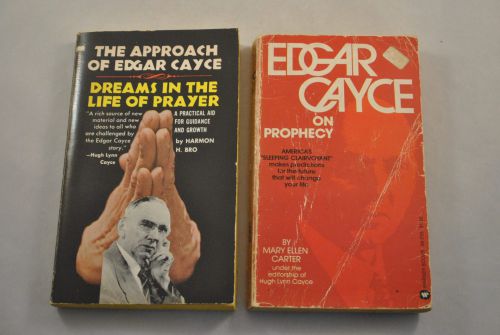 THE APPROACH
OF EDGAR CAYCE
DREAMS IN THE
LIFE OF PRAYER
"A rich source of new
material and new
ideas to all who
are challenged by
the Edgar Cayce
story."
—Hugh Lynn
Cayce
A PRACTICAL AID
FOR GUIDANCE
AND GROWTH
by HARMON
H. BRO
EDGAR
CAYCE
ON
PROPHECY
AMERICA'S
"SLEEPING CLAIRVOYANT"
makes predictions
for the future
that will change
your life
BY
MARY ELLEN
CARTER
under the
editorship of
Hugh Lynn Cayce